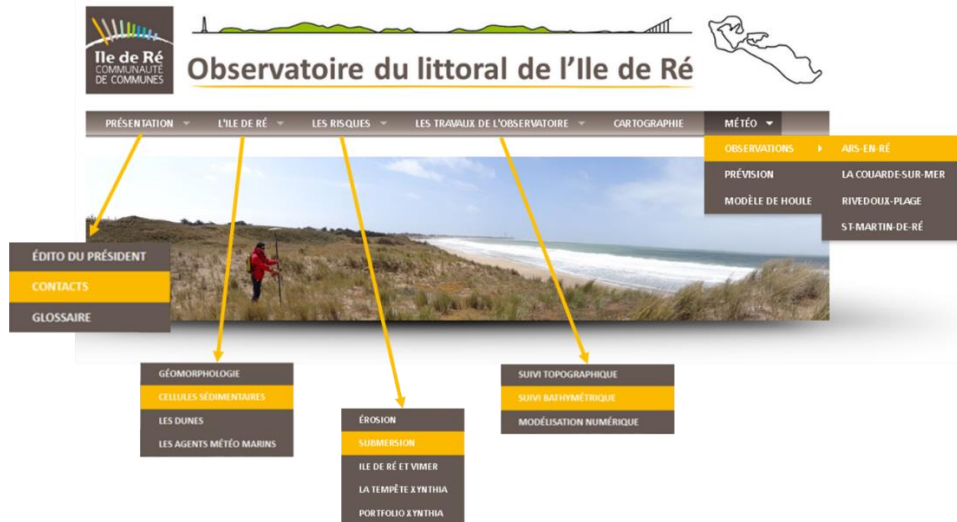 Ile de Ré
COMMUNAUTÉ
DE COMMUNES
Observatoire du littoral de l'Ile de Ré
PRÉSENTATION L'ILE DE RÉ LES RISQUES LES TRAVAUX DE L'OBSERVATOIRE CARTOGRAPHIE MÉTÉO
OBSERVATIONS ARS-EN-RÉ
PRÉVISION LA COUARDE-SUR-MER
MODÈLE DE HOULE RIVEDOUX-PLAGE
ST-MARTIN-DE-RÉ
ÉDITO DU PRÉSIDENT
CONTACTS
GLOSSAIRE
GÉOMORPHOLOGIE
CELLULES SÉDIMENTAIRES
LES DUNES
LES AGENTS MÉTÉO MARINS
ÉROSION
SUBMERSION
ILE DE RÉ ET VIMER
LA TEMPÊTE XYNTHIA
PORTFOLIO XYNTHIA
SUIVI TOPOGRAPHIQUE
SUIVI BATHYMÉTRIQUE
MODÉLISATION NUMÉRIQUE